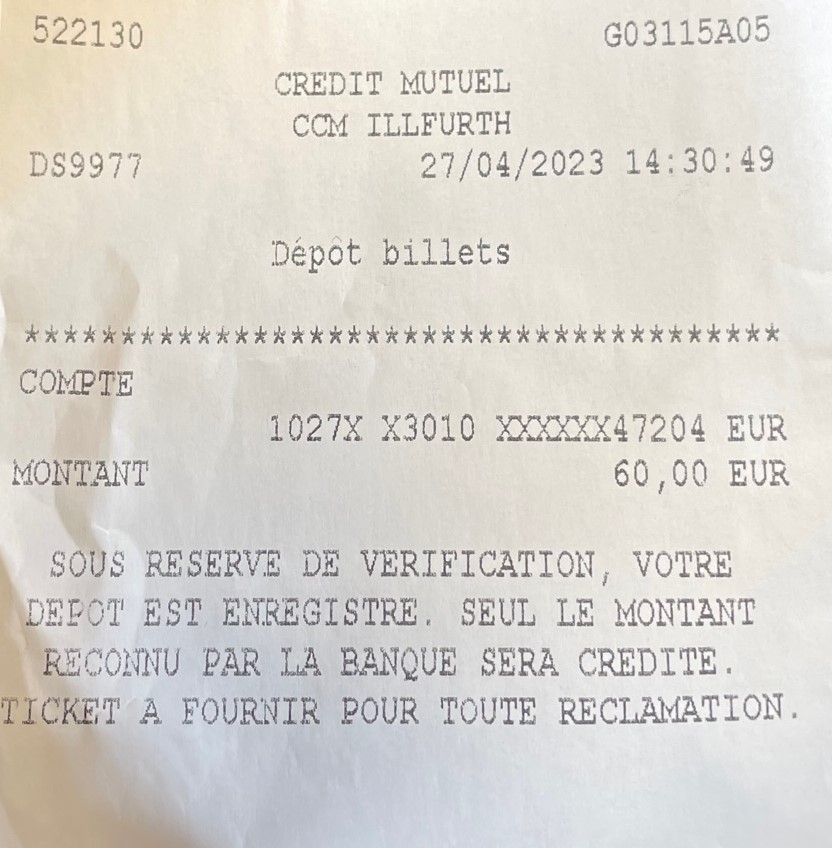 522130 G03115A05
CREDIT MUTUEL
CCM ILLFURTH
DS9977 27/04/2023 14:30:49
Dépôt billets
****************************************
COMPTE
1027X X3010 XXXXXX47204 EUR
MONTANT 60,00 EUR
SOUS RESERVE DE VERIFICATION, VOTRE
DEPOT EST ENREGISTRE. SEUL LE MONTANT
RECONNU PAR LA BANQUE SERA CREDITE.
TICKET A FOURNIR POUR TOUTE RECLAMATION.